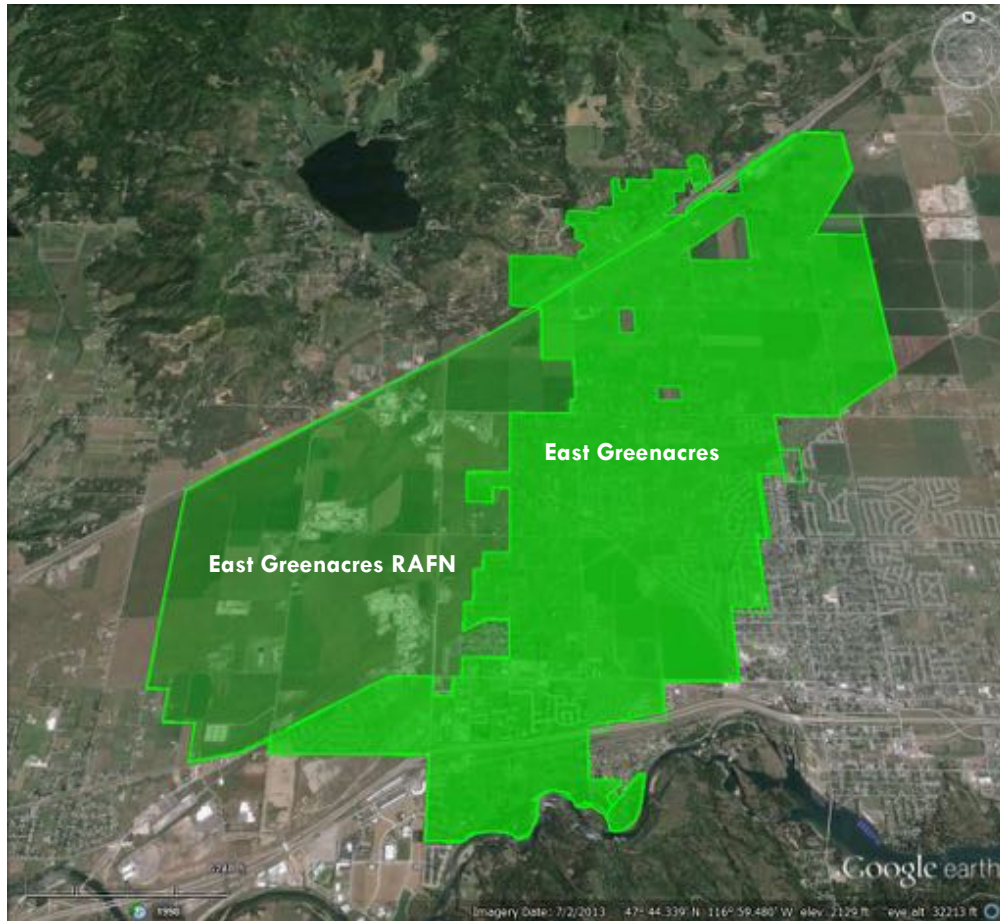 N
East Greenacres
East Greenacres RAFN
Google earth
1998
Imagery Date: 7/2/2013 47° 44.339' N 116° 59.480' W elev 2129 ft eye alt 32213 ft